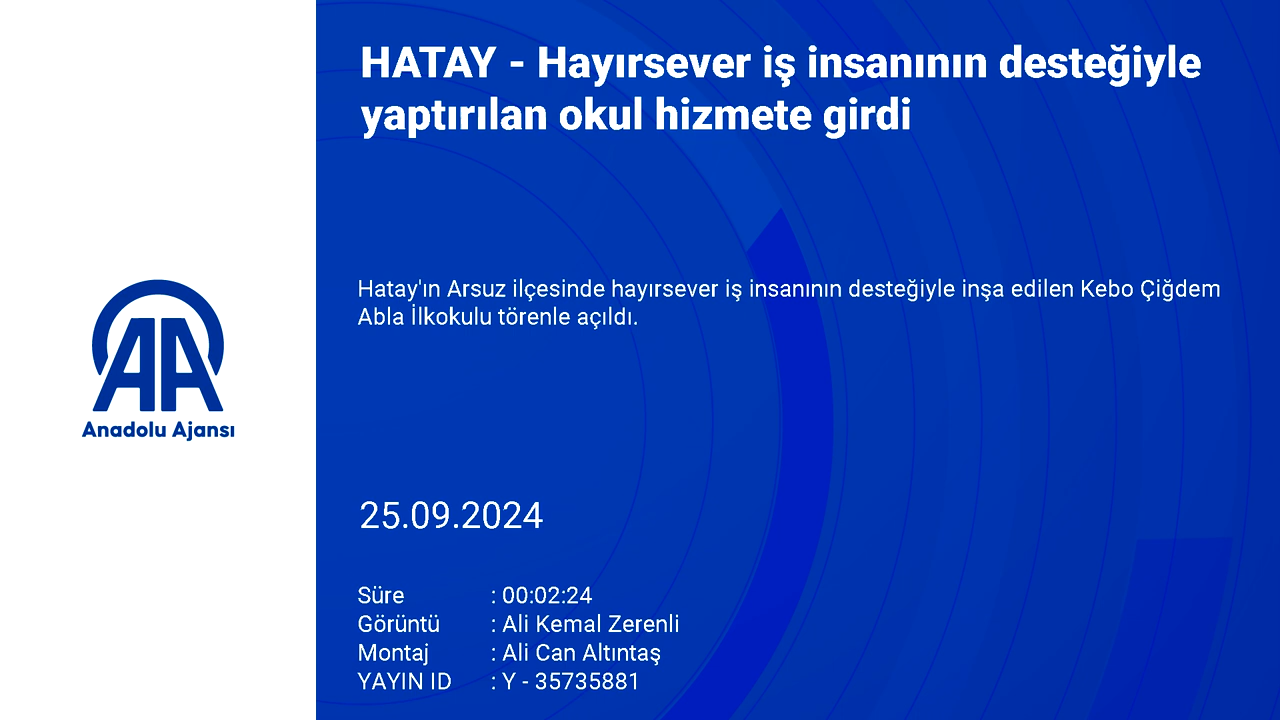 HATAY - Hayırsever iş insanının desteğiyle
yaptırılan okul hizmete girdi
Hatay'ın Arsuz ilçesinde hayırsever iş insanının desteğiyle inşa edilen Kebo Çiğdem
Abla İlkokulu törenle açıldı.
AA
Anadolu Ajansı
25.09.2024
Süre : 00:02:24
Görüntü : Ali Kemal Zerenli
Montaj : Ali Can Altıntaş
YAYIN ID : Y - 35735881